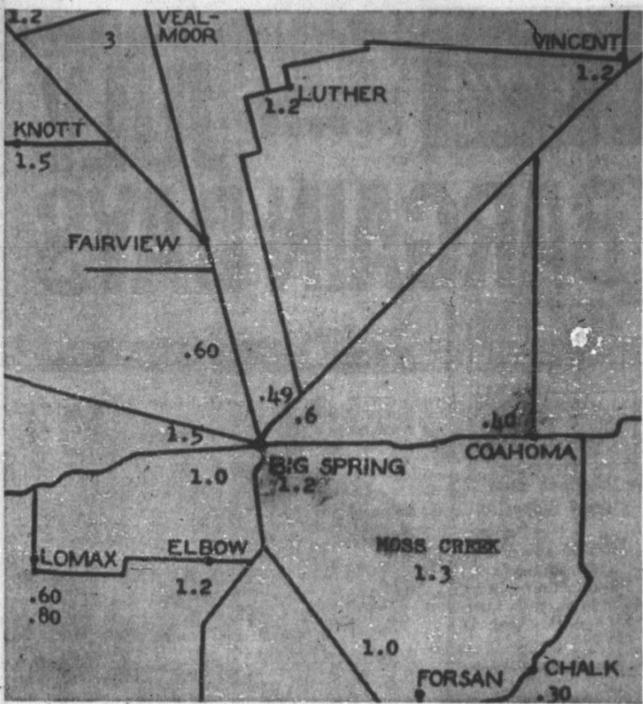 1.2
3
VEAL-
MOOR
VINCENT
1.2
1.2
LUTHER
KNOTT
1.5
FAIRVIEW
.60
.49
.6
.40
1.5
COAHOMA
BIG SPRING
1.0
1.2
MOSS CREEK
1.3
LOMAX
ELBOW
.60
.80
1.2
1.0
FORSAN
CHALK
.30